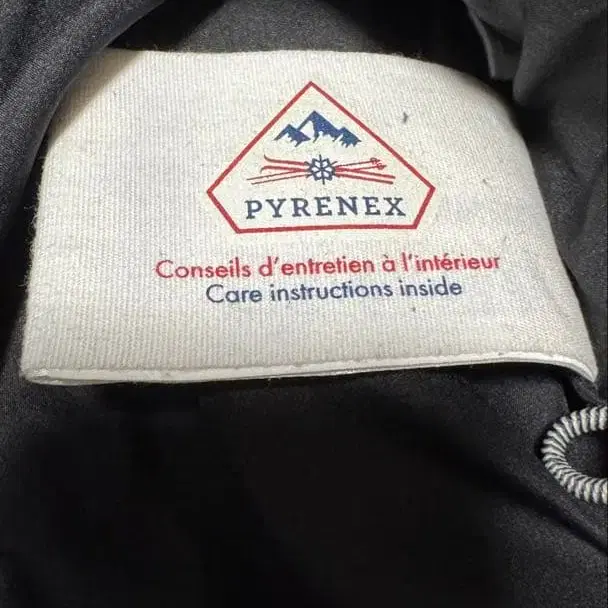 PYRENEX
Conseils d'entretien à l'intérieur
Care instructions inside